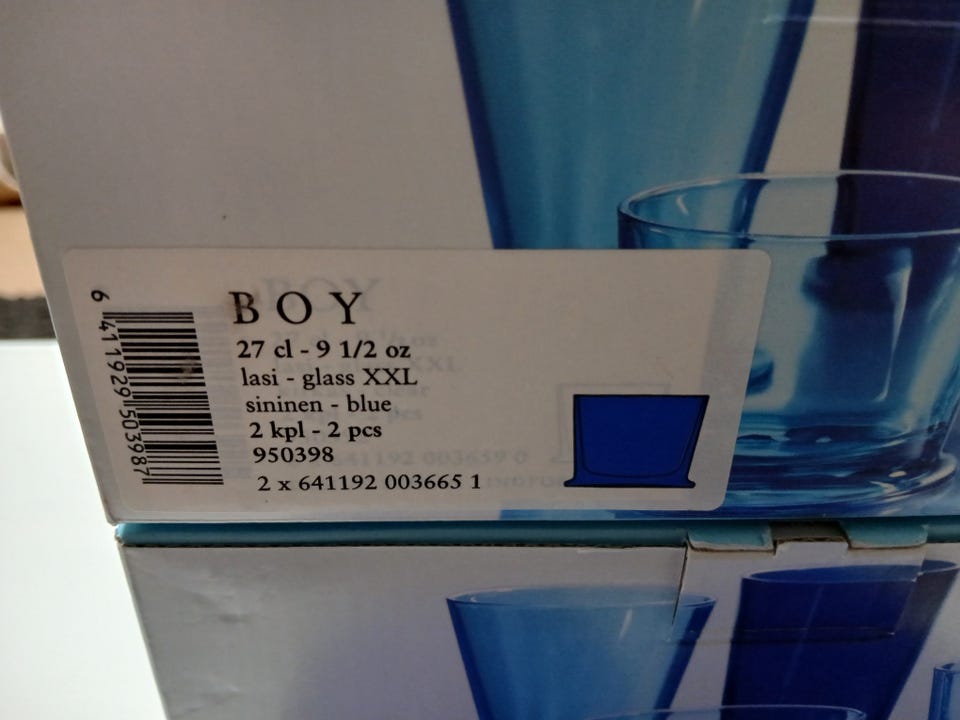 BOY
27 cl - 9 1/2 oz
lasi - glass XXL
sininen - blue
2 kpl - 2 pcs
950398
2 x 641192 003665 1
6 411929 503987